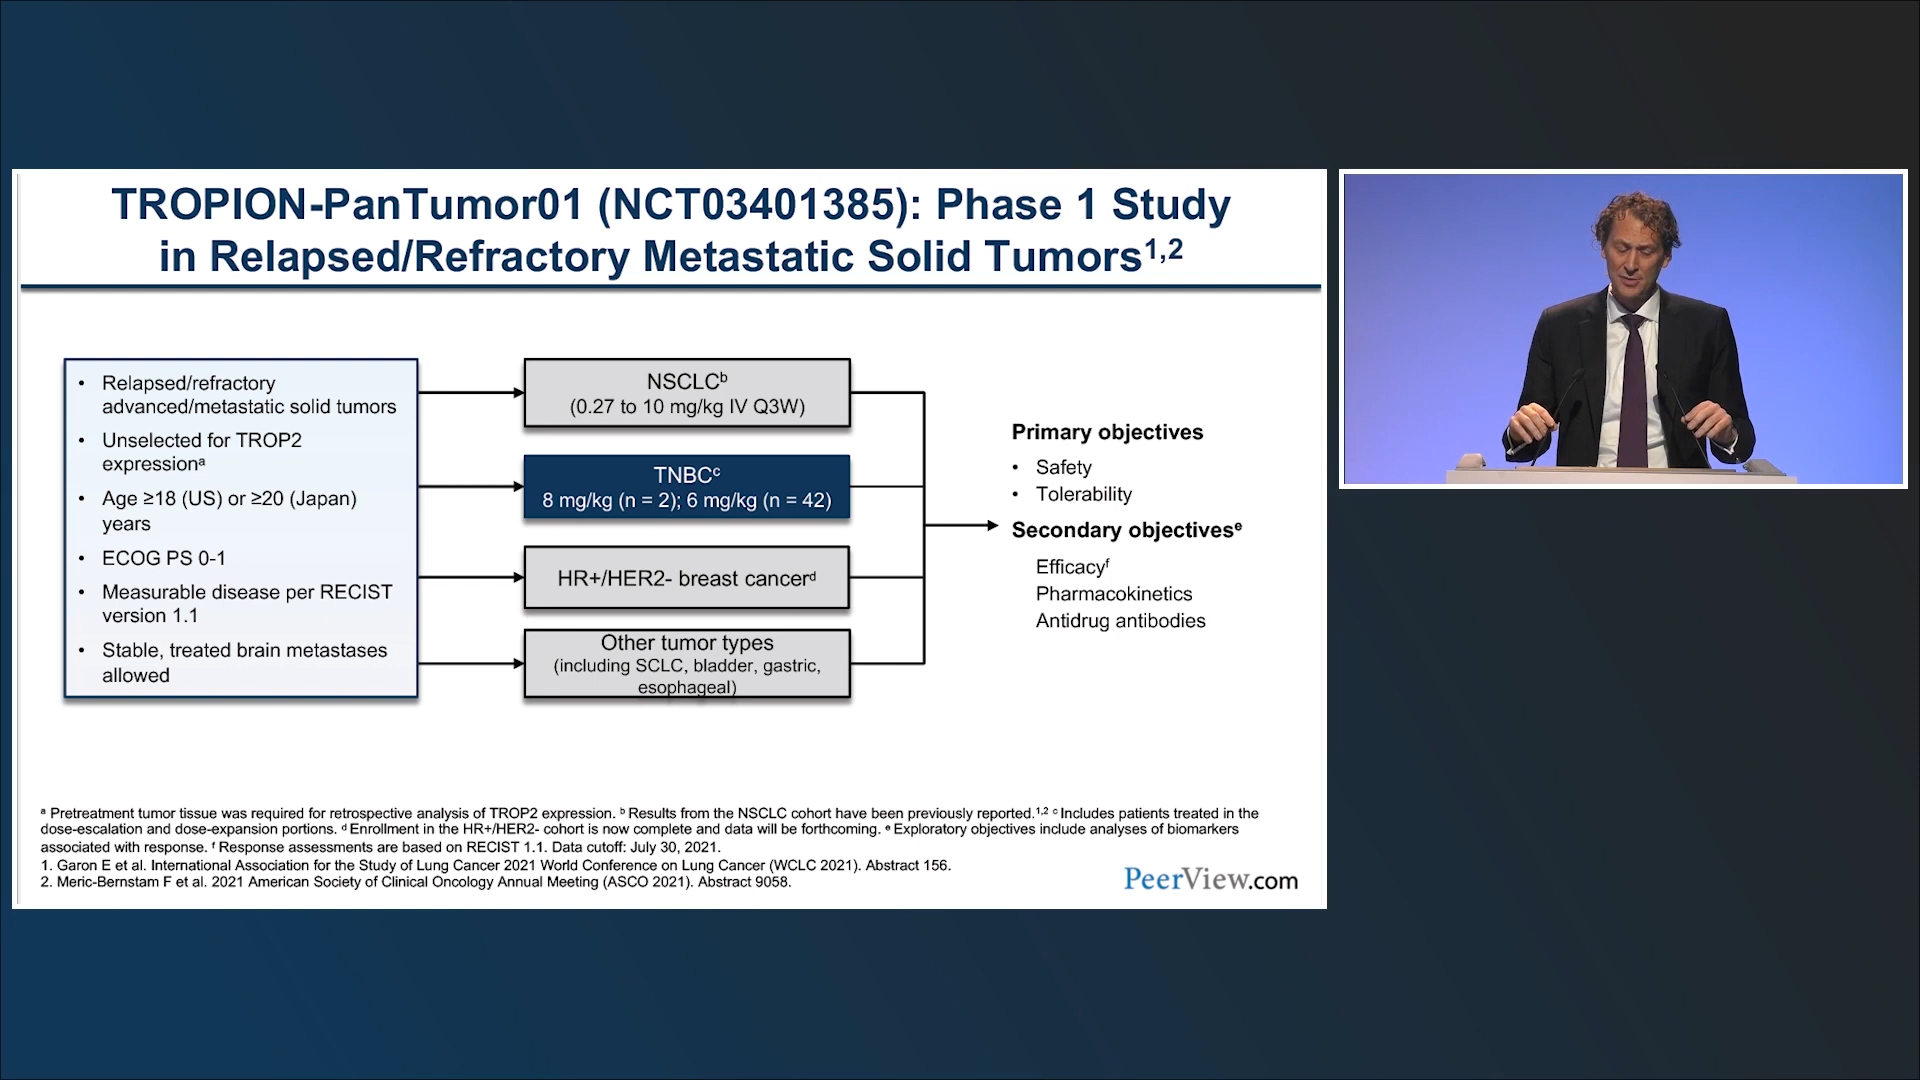 TROPION-PanTumor01 (NCT03401385): Phase 1 Study
in Relapsed/Refractory Metastatic Solid Tumors1,2
• Relapsed/refractory
advanced/metastatic solid tumors
• Unselected for TROP2
expressionᵃ
• Age ≥18 (US) or ≥20 (Japan)
years
• ECOG PS 0-1
• Measurable disease per RECIST
version 1.1
• Stable, treated brain metastases
allowed
NSCLCᵇ
(0.27 to 10 mg/kg IV Q3W)
TNBCᶜ
8 mg/kg (n = 2); 6 mg/kg (n = 42)
HR+/HER2- breast cancerᵈ
Other tumor types
(including SCLC, bladder, gastric,
esophageal)
Primary objectives
• Safety
• Tolerability
Secondary objectivesᵉ
Efficacyᶠ
Pharmacokinetics
Antidrug antibodies
ᵃ Pretreatment tumor tissue was required for retrospective analysis of TROP2 expression. ᵇ Results from the NSCLC cohort have been previously reported.1,2 ᶜ Includes patients treated in the
dose-escalation and dose-expansion portions. ᵈ Enrollment in the HR+/HER2- cohort is now complete and data will be forthcoming. ᵉ Exploratory objectives include analyses of biomarkers
associated with response. ᶠ Response assessments are based on RECIST 1.1. Data cutoff: July 30, 2021.
1. Garon E et al. International Association for the Study of Lung Cancer 2021 World Conference on Lung Cancer (WCLC 2021). Abstract 156.
2. Meric-Bernstam F et al. 2021 American Society of Clinical Oncology Annual Meeting (ASCO 2021). Abstract 9058.
PeerView.com